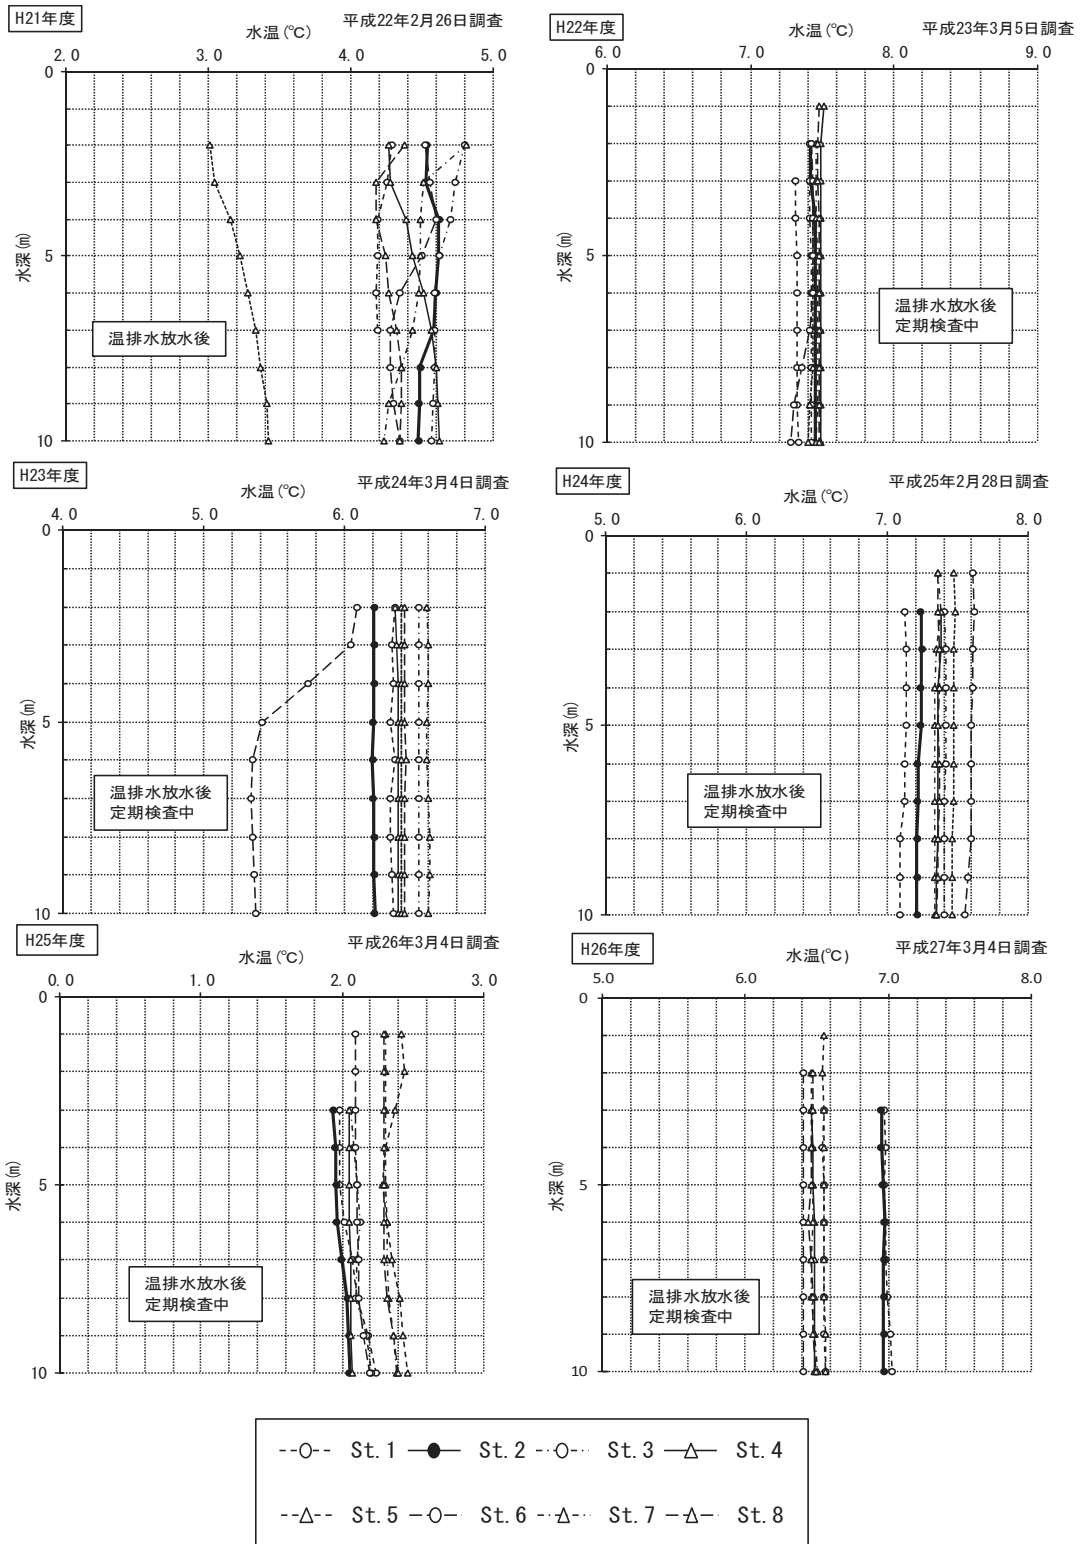 H21年度
水温(℃)
平成22年2月26日調査
2.0 3.0 4.0 5.0
0
5
10
水深(m)
温排水放水後
H22年度
水温(℃)
平成23年3月5日調査
6.0 7.0 8.0 9.0
0
5
10
水深(m)
温排水放水後
定期検査中
H23年度
水温(℃)
平成24年3月4日調査
4.0 5.0 6.0 7.0
0
5
10
水深(m)
温排水放水後
定期検査中
H24年度
水温(℃)
平成25年2月28日調査
5.0 6.0 7.0 8.0
0
5
10
水深(m)
温排水放水後
定期検査中
H25年度
水温(℃)
平成26年3月4日調査
0.0 1.0 2.0 3.0
0
5
10
水深(m)
温排水放水後
定期検査中
H26年度
水温(℃)
平成27年3月4日調査
5.0 6.0 7.0 8.0
0
5
10
水深(m)
温排水放水後
定期検査中
St.1 St.2 St.3 St.4
St.5 St.6 St.7 St.8